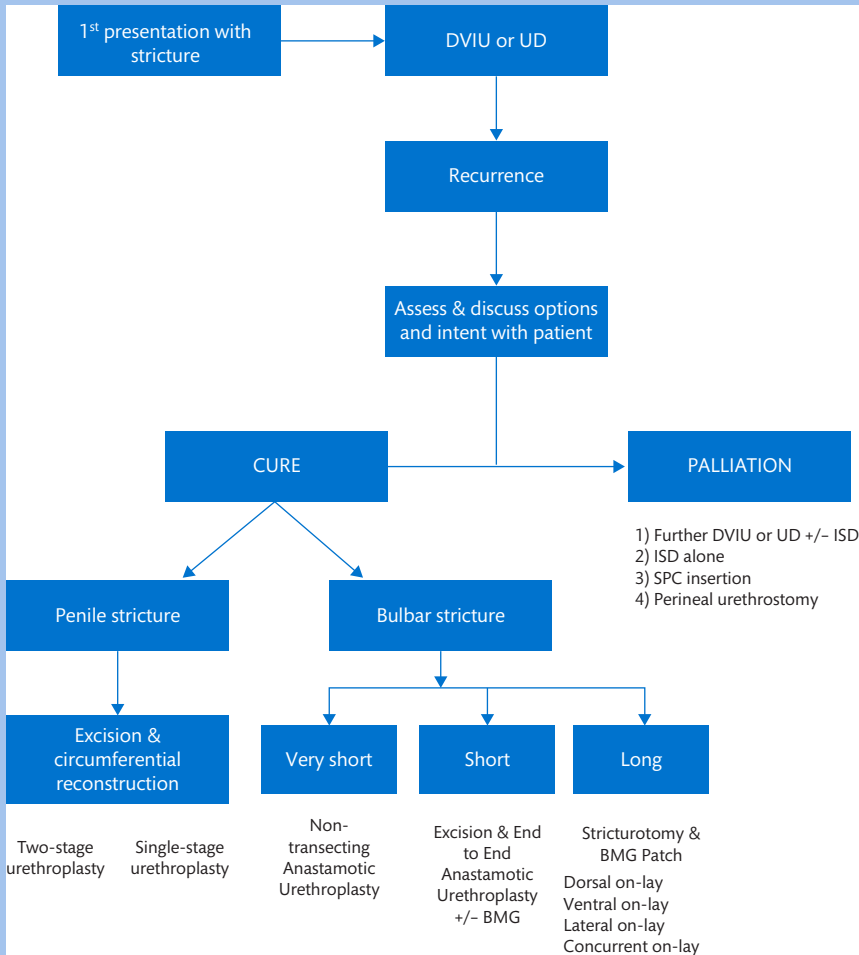 1st presentation with
stricture
DVIU or UD
Recurrence
Assess & discuss options
and intent with patient
CURE
PALLIATION
1) Further DVIU or UD +/– ISD
2) ISD alone
3) SPC insertion
4) Perineal urethrostomy
Penile stricture
Bulbar stricture
Excision &
circumferential
reconstruction
Very short
Short
Long
Two-stage
urethroplasty
Single-stage
urethroplasty
Non-
transecting
Anastamotic
Urethroplasty
Excision & End
to End
Anastamotic
Urethroplasty
+/– BMG
Stricturotomy &
BMG Patch
Dorsal on-lay
Ventral on-lay
Lateral on-lay
Concurrent on-lay